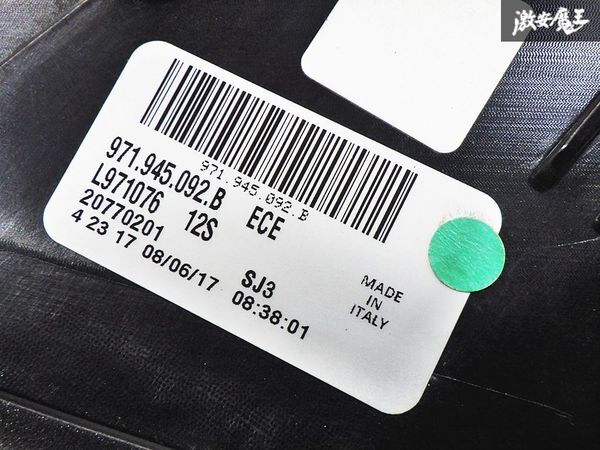 激安魔王
971.945.092.B
971.945.092.B ECE
L971076 12S
20770201 SJ3
4 23 17 08/06/17 08:38:01
MADE
IN
ITALY